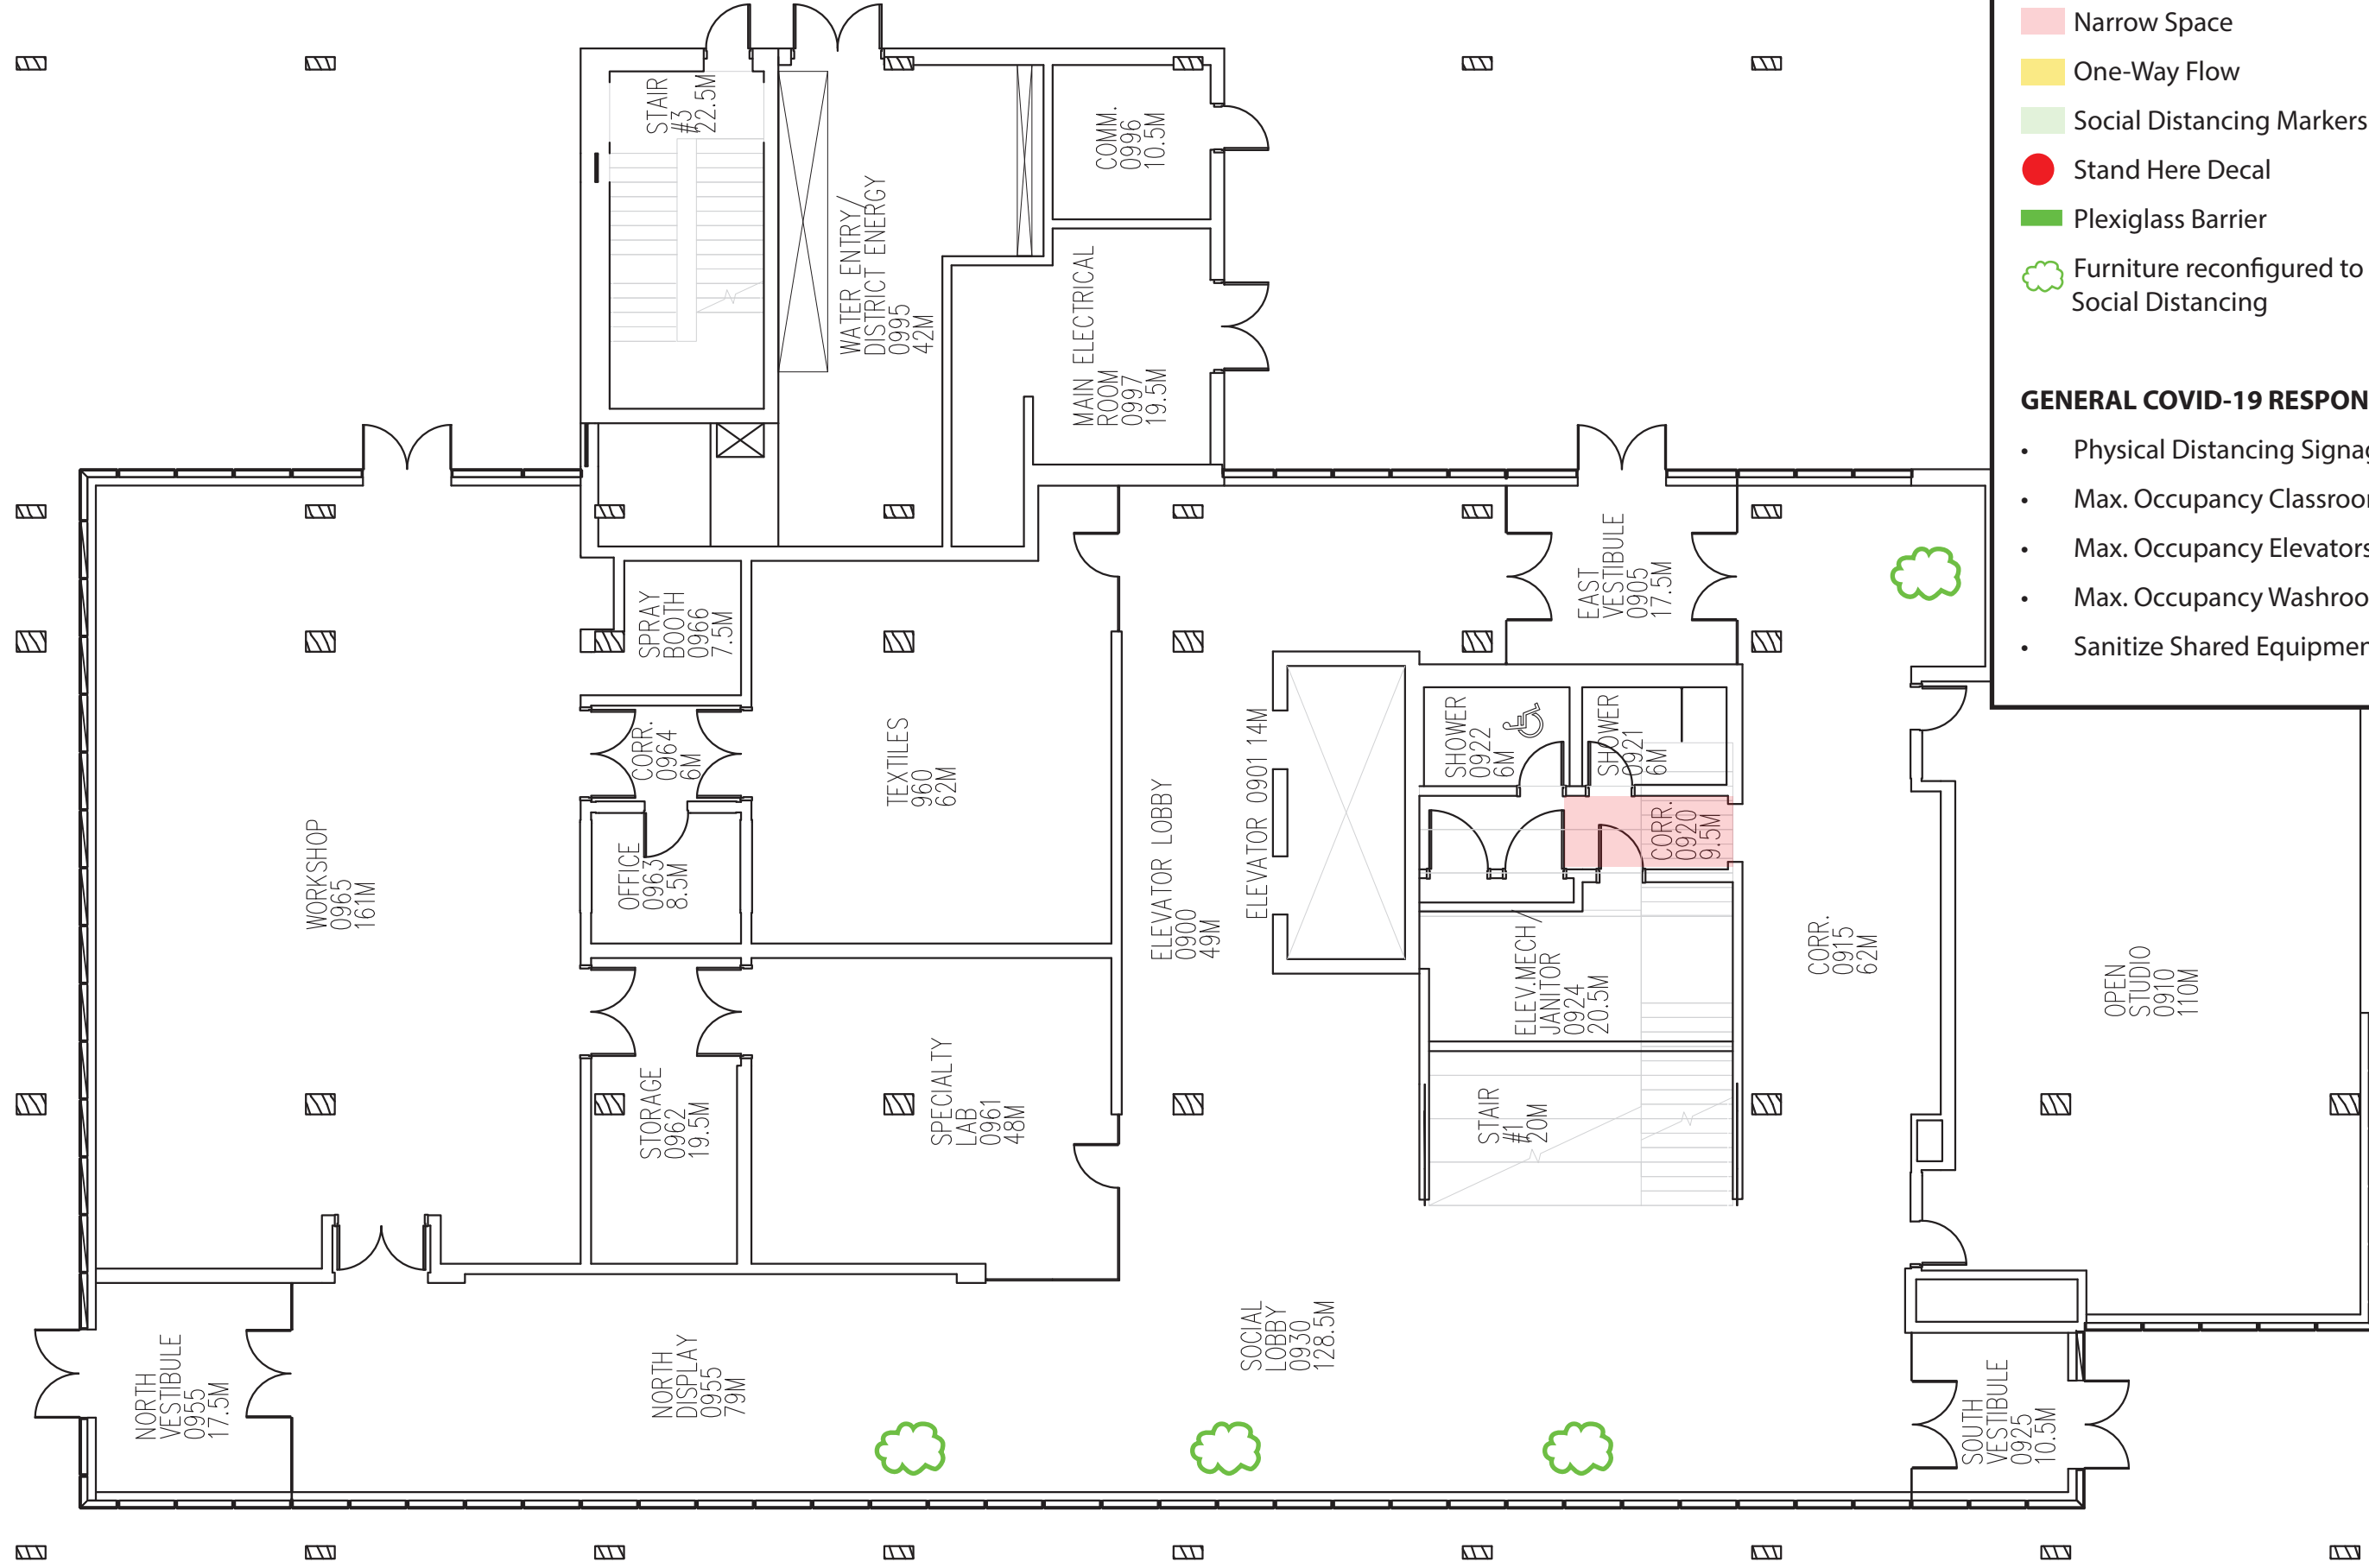 Narrow Space
One-Way Flow
Social Distancing Markers
Stand Here Decal
Plexiglass Barrier
Furniture reconfigured to
Social Distancing
GENERAL COVID-19 RESPON
• Physical Distancing Signag
• Max. Occupancy Classroon
• Max. Occupancy Elevators
• Max. Occupancy Washroo
• Sanitize Shared Equipmen
STAIR
#3
22.5M
WATER ENTRY/
DISTRICT ENERGY
0995
42M
COMM.
0996
10.5M
MAIN ELECTRICAL
ROOM
0997
19.5M
SPRAY
BOOTH
0966
7.5M
EAST
VESTIBULE
0905
17.5M
CORR.
0964
6M
TEXTILES
960
62M
ELEVATOR LOBBY
0900
49M
ELEVATOR 0901 14M
SHOWER
0922
6M
SHOWER
0921
6M
CORR.
0920
9.5M
WORKSHOP
0965
161M
OFFICE
0963
8.5M
ELEV.MECH/
JANITOR
0924
20.5M
CORR.
0915
62M
OPEN
STUDIO
0910
110M
STORAGE
0962
19.5M
SPECIALTY
LAB
0961
48M
STAIR
#1
20M
NORTH
VESTIBULE
0955
17.5M
NORTH
DISPLAY
0955
79M
SOCIAL
LOBBY
0930
128.5M
SOUTH
VESTIBULE
0925
10.5M